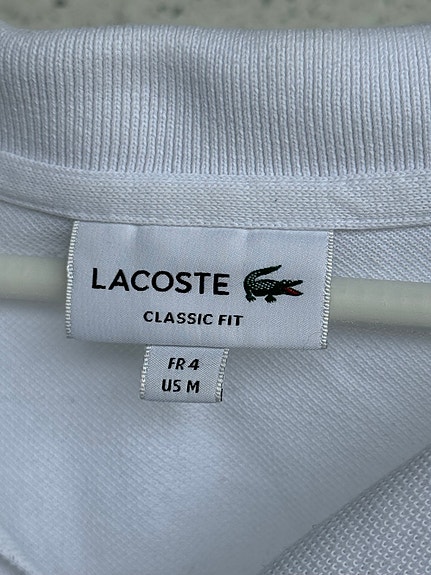 LACOSTE
CLASSIC FIT
FR 4
US M